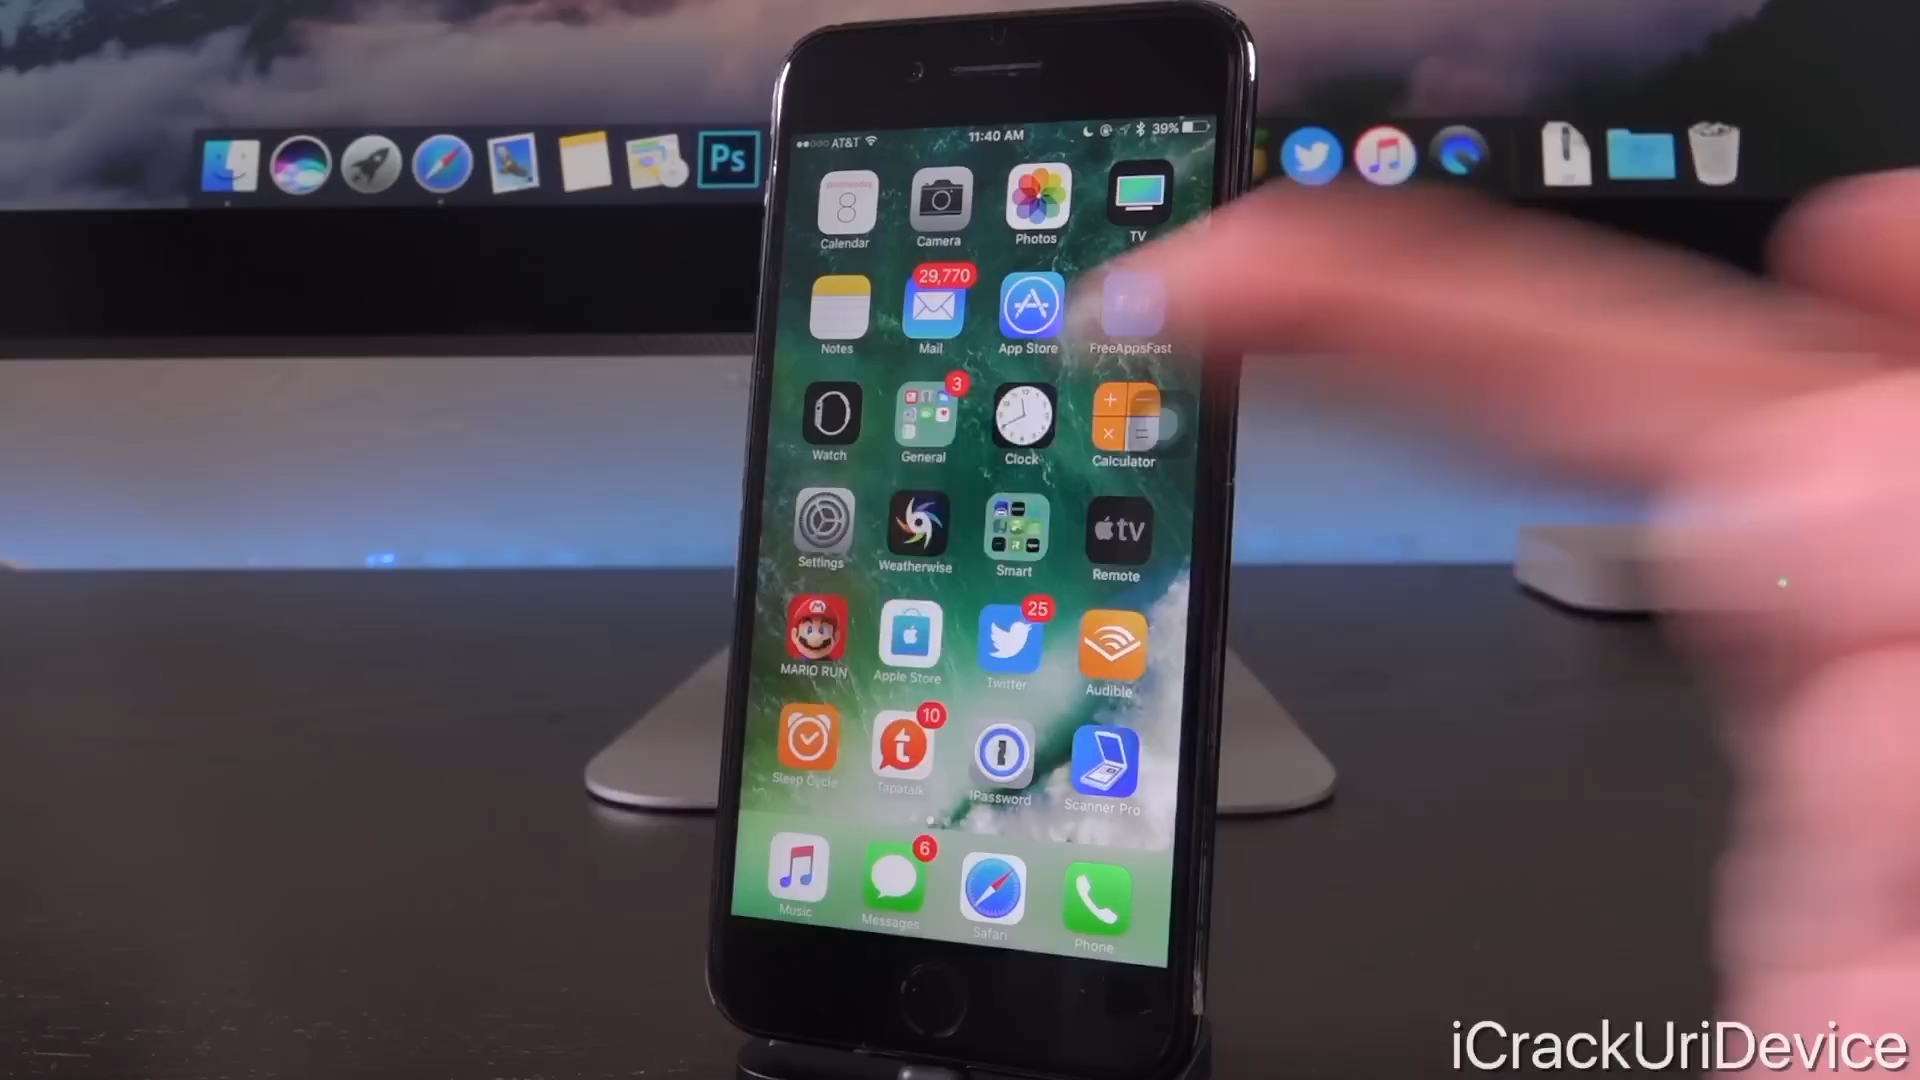 AT&T 11:40 AM 39%
Wednesday
8
Calendar Camera Photos TV
29,770
Notes Mail App Store FreeAppsFast
3
Watch General Clock Calculator
tv
Settings Weatherwise Smart Remote
25
MARIO RUN Apple Store Twitter Audible
10
Sleep Cycle Tapatalk 1Password Scanner Pro
6
Music Messages Safari Phone
Ps
iCrackUriDevice